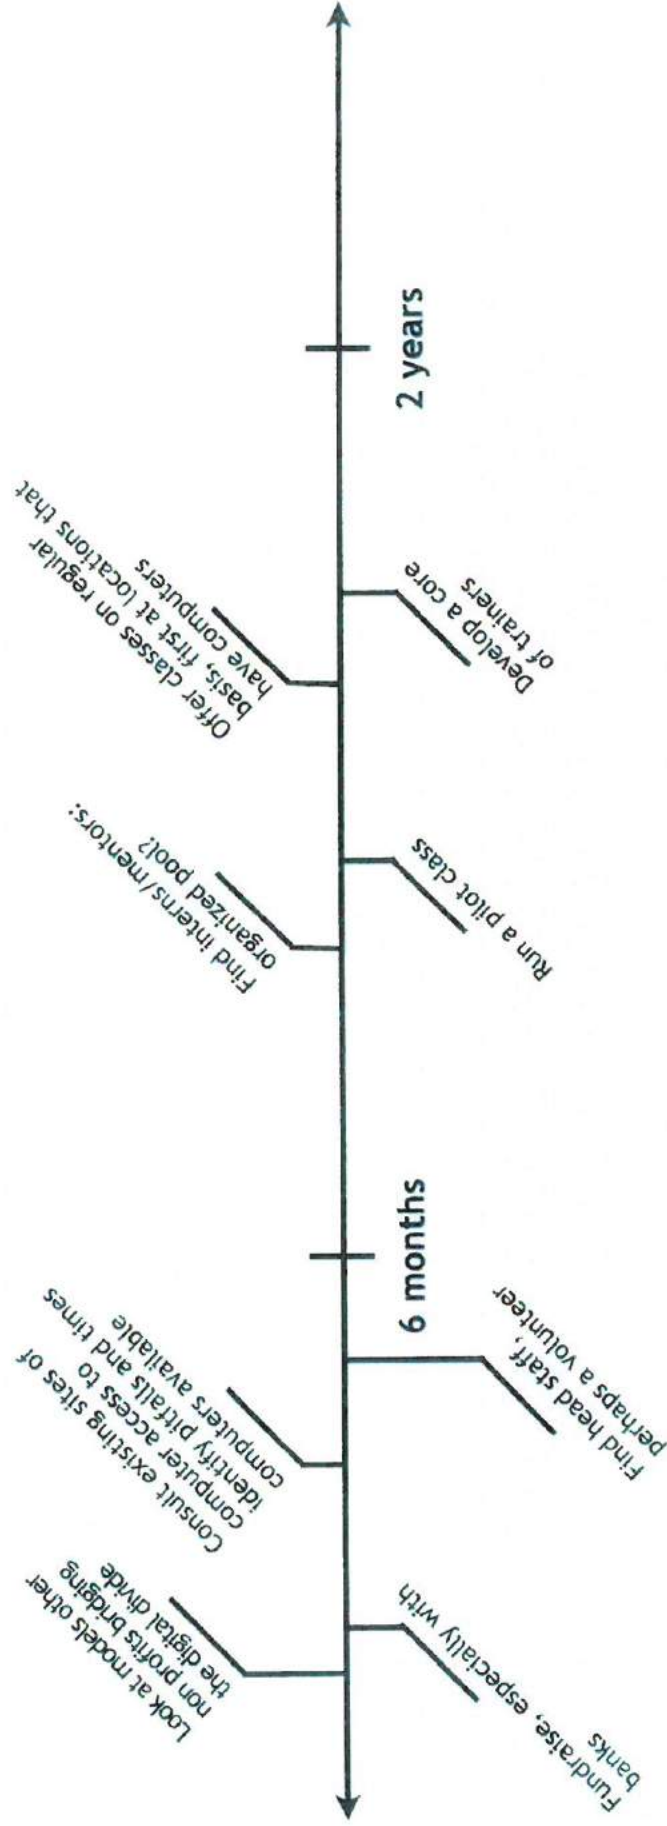 Look at models other
non profits bridging
the digital divide
Fundraise, especially with
banks
Consult existing sites of
computer access to
identify pitfalls and times
computers available
Find head staff,
perhaps a volunteer
6 months
Find interns/mentors:
organized pool?
Run a pilot class
Offer classes on regular
basis, first at locations that
have computers
Develop a core
of trainers
2 years